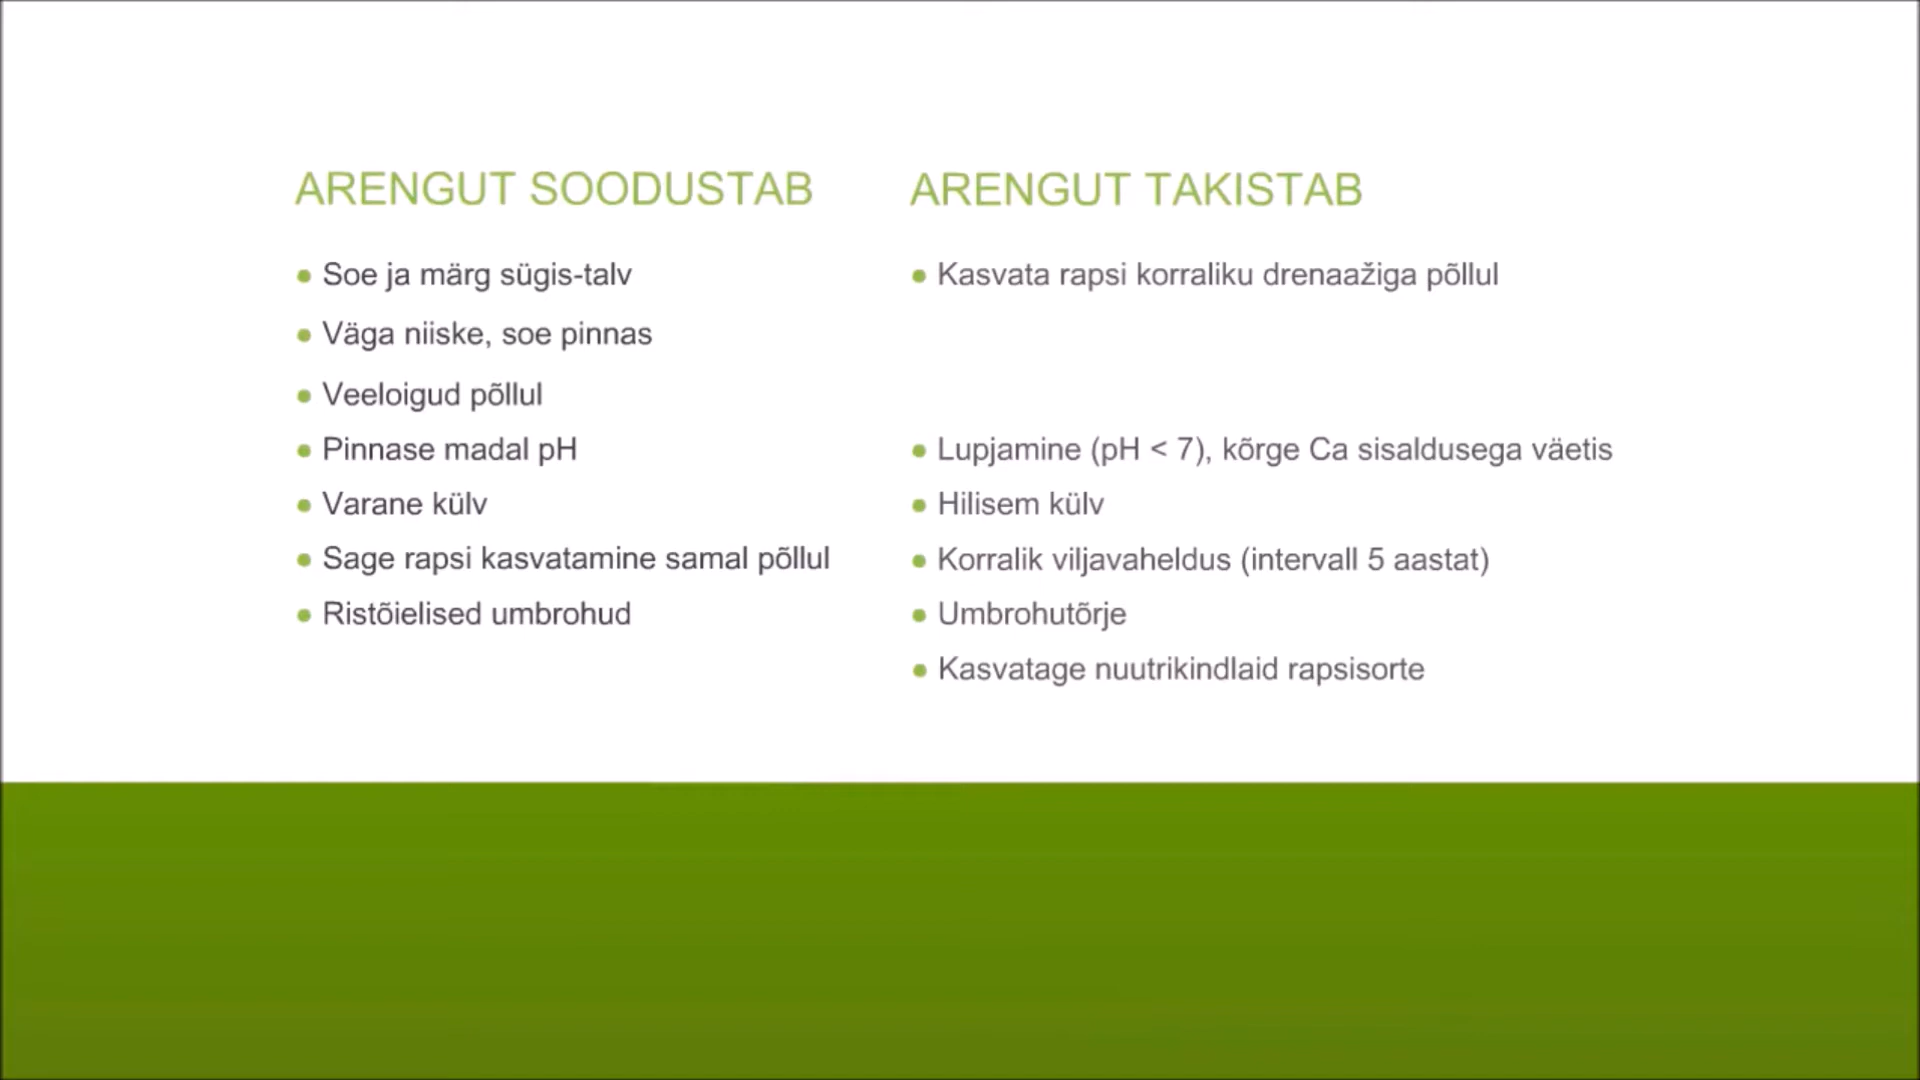 ARENGUT SOODUSTAB
• Soe ja märg sügis-talv
• Väga niiske, soe pinnas
• Veeloigud põllul
• Pinnase madal pH
• Varane külv
• Sage rapsi kasvatamine samal põllul
• Ristõielised umbrohud
ARENGUT TAKISTAB
• Kasvata rapsi korraliku drenaažiga põllul
• Lupjamine (pH < 7), kõrge Ca sisaldusega väetis
• Hilisem külv
• Korralik viljavaheldus (intervall 5 aastat)
• Umbrohutõrje
• Kasvatage nuutrikindlaid rapsisorte